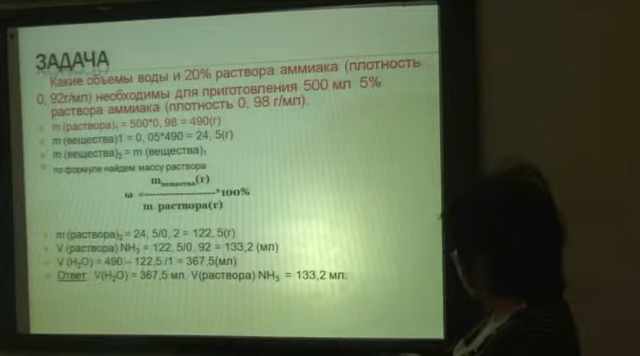 ЗАДАЧА
Какие объемы воды и 20% раствора аммиака (плотность
0, 92г/мл) необходимы для приготовления 500 мл 5%
раствора аммиака (плотность 0, 98 г/мл).
m (раствора)₁ = 500*0, 98 = 490(г)
m (вещества)1 = 0, 05*490 = 24, 5(г)
m (вещества)₂ = m (вещества)₁
по формуле найдем массу раствора
mвещества(г)
ω =--------------------*100%
m раствора(г)
m (раствора)₂ = 24, 5/0, 2 = 122, 5(г)
V (раствора) NH₃ = 122, 5/0, 92 = 133,2 (мл)
V (H₂O) = 490 – 122,5 /1 = 367,5(мл)
Ответ: V(H₂O) = 367,5 мл. V(раствора) NH₃ = 133,2 мл.